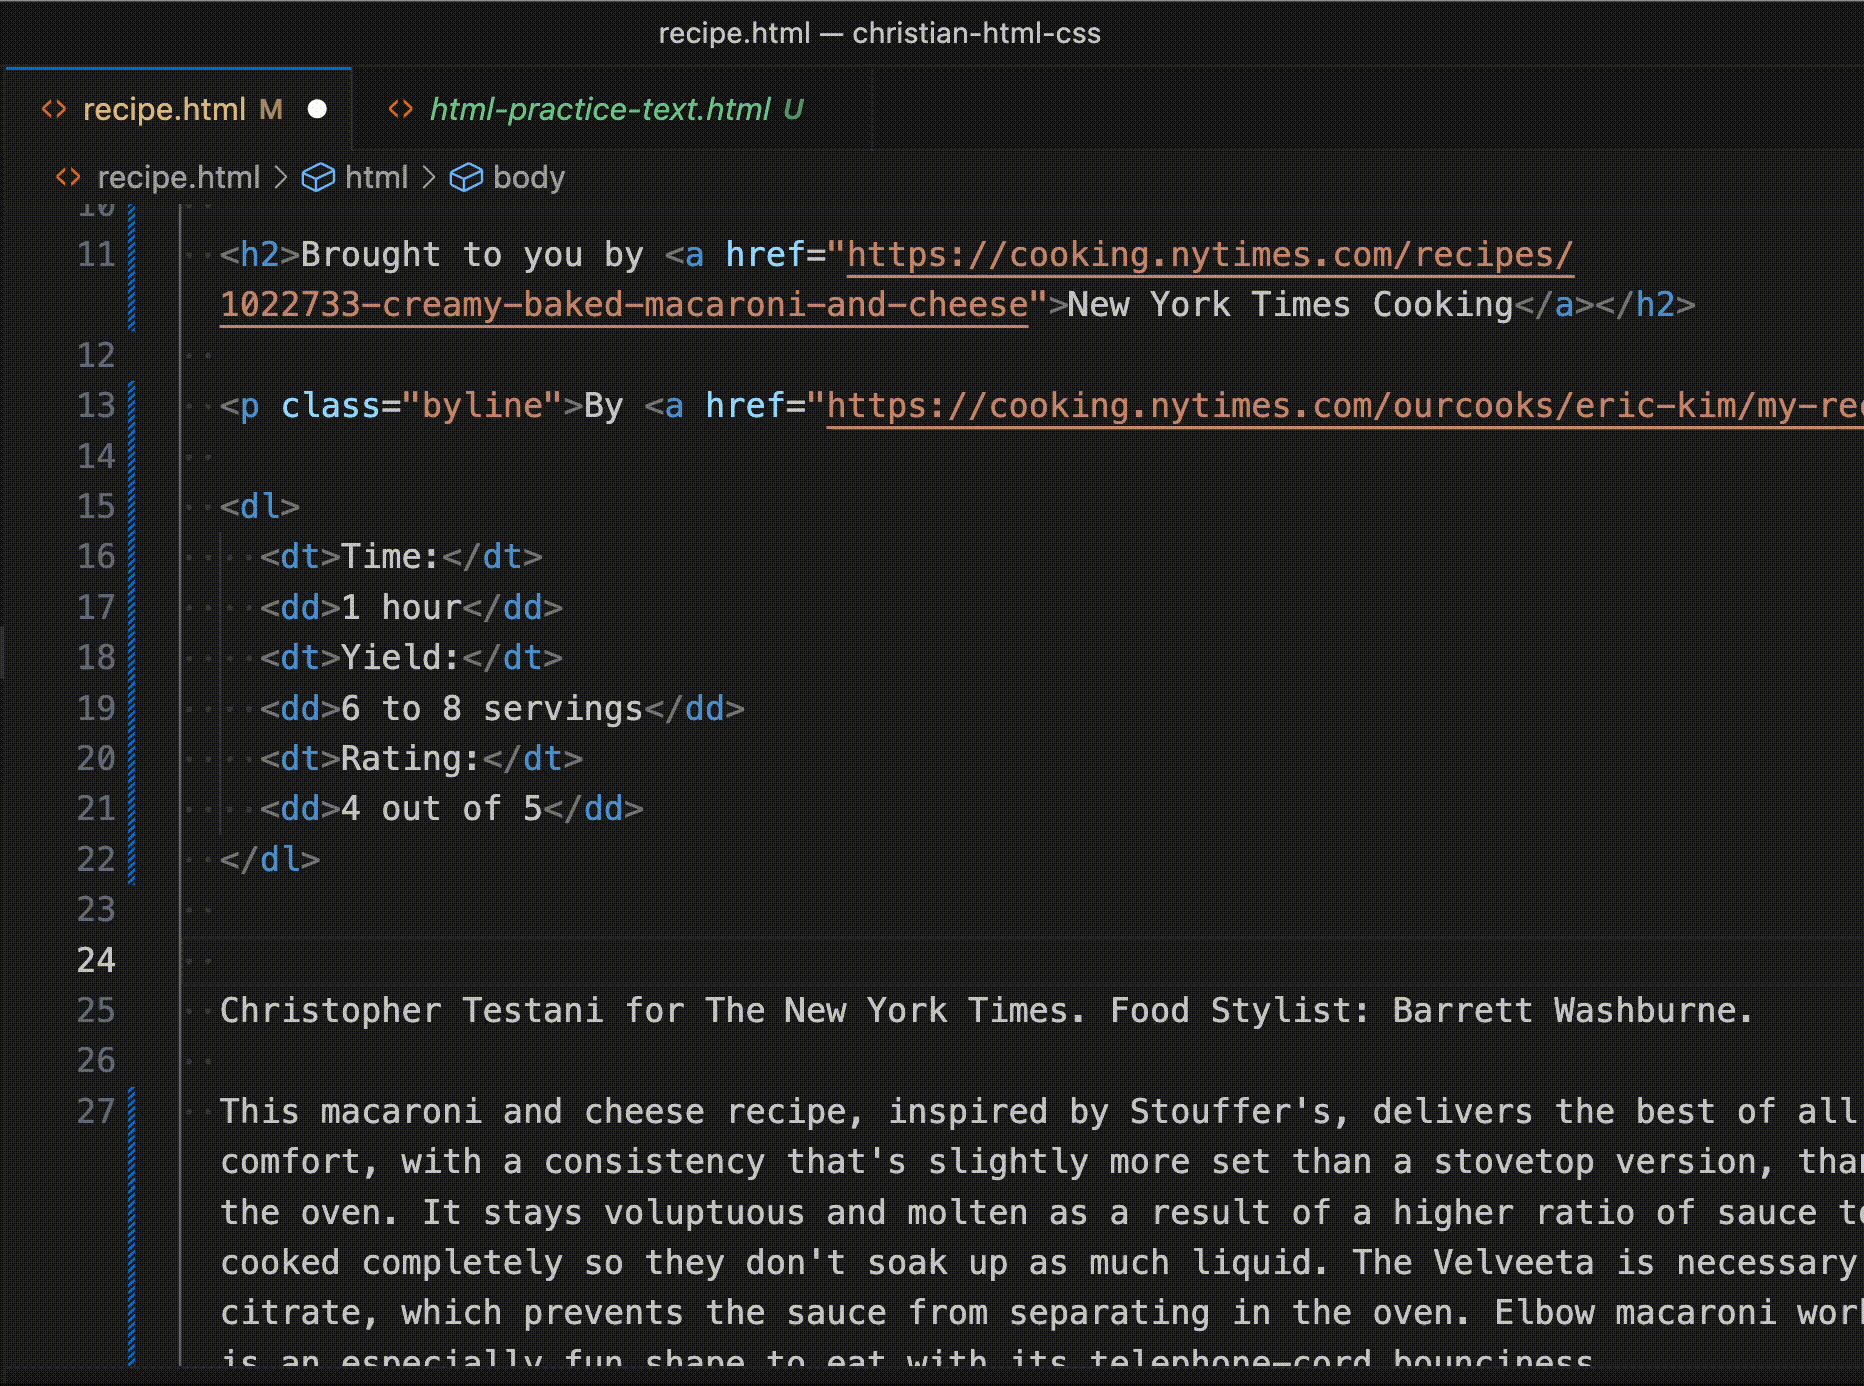 recipe.html — christian-html-css
recipe.html M html-practice-text.html U
recipe.html > html > body
10
11 <h2>Brought to you by <a href="https://cooking.nytimes.com/recipes/
1022733-creamy-baked-macaroni-and-cheese">New York Times Cooking</a></h2>
12
13 <p class="byline">By <a href="https://cooking.nytimes.com/ourcooks/eric-kim/my-rec
14
15 <dl>
16 <dt>Time:</dt>
17 <dd>1 hour</dd>
18 <dt>Yield:</dt>
19 <dd>6 to 8 servings</dd>
20 <dt>Rating:</dt>
21 <dd>4 out of 5</dd>
22 </dl>
23
24
25 Christopher Testani for The New York Times. Food Stylist: Barrett Washburne.
26
27 This macaroni and cheese recipe, inspired by Stouffer's, delivers the best of all
comfort, with a consistency that's slightly more set than a stovetop version,
the oven. It stays voluptuous and molten as a result of a higher ratio of sauce
cooked completely so they don't soak up as much liquid. The Velveeta is necessary
citrate, which prevents the sauce from separating in the oven. Elbow macaroni
is an especially fun shape to eat with its telephone-cord bounciness